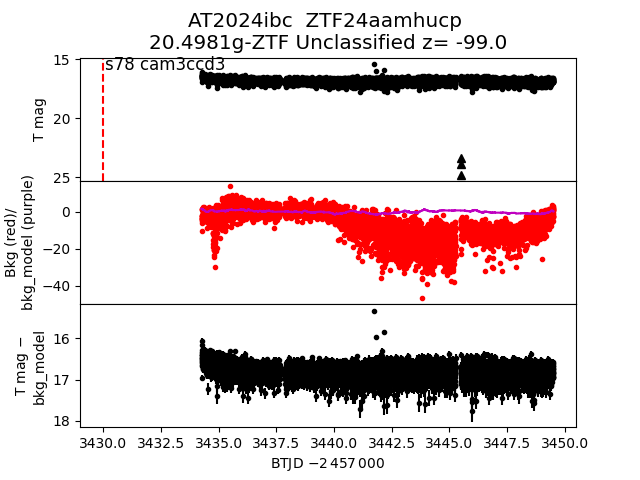 AT2024ibc  ZTF24aamhucp
20.4981g-ZTF Unclassified z= -99.0
s78 cam3ccd3
15
20
25
T mag
0
−20
−40
Bkg (red)/
bkg_model (purple)
16
17
18
T mag −
bkg_model
3430.0 3432.5 3435.0 3437.5 3440.0 3442.5 3445.0 3447.5 3450.0
BTJD −2 457 000